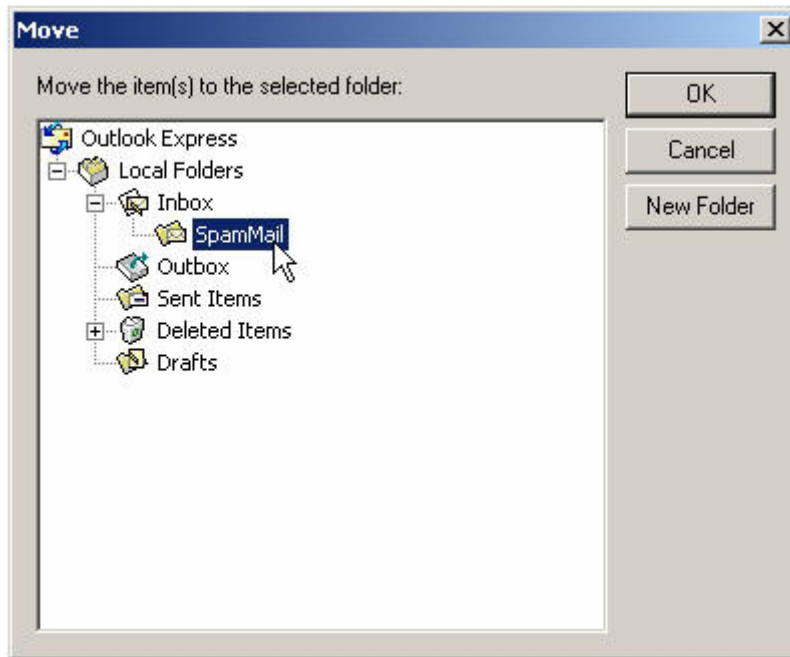 Move
Move the item(s) to the selected folder:
OK
Outlook Express
Cancel
Local Folders
New Folder
Inbox
SpamMail
Outbox
Sent Items
Deleted Items
Drafts